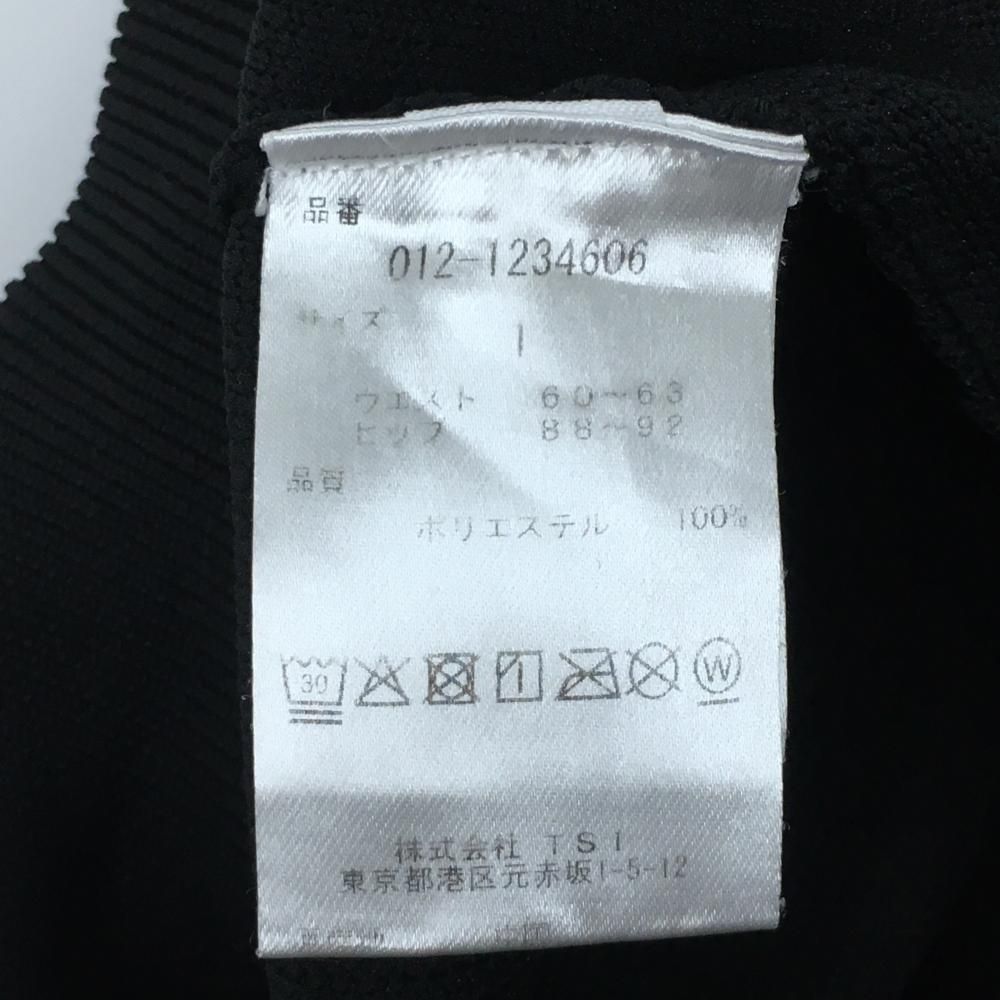 品番
012-1234606
サイズ
1
ウエスト 60~63
ヒップ 88~92
品質
ポリエステル 100%
30
W
株式会社 TSI
東京都港区元赤坂1-5-12